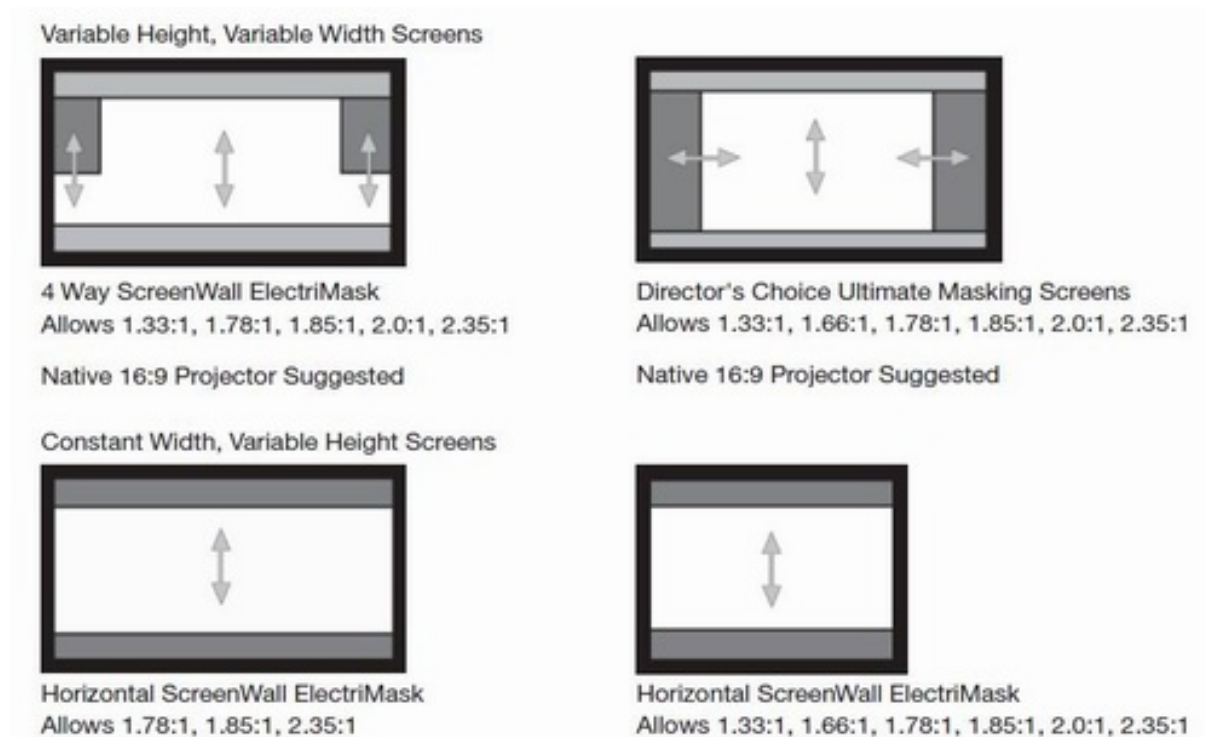 Variable Height, Variable Width Screens
4 Way ScreenWall ElectriMask
Allows 1.33:1, 1.78:1, 1.85:1, 2.0:1, 2.35:1
Native 16:9 Projector Suggested
Director's Choice Ultimate Masking Screens
Allows 1.33:1, 1.66:1, 1.78:1, 1.85:1, 2.0:1, 2.35:1
Native 16:9 Projector Suggested
Constant Width, Variable Height Screens
Horizontal ScreenWall ElectriMask
Allows 1.78:1, 1.85:1, 2.35:1
Horizontal ScreenWall ElectriMask
Allows 1.33:1, 1.66:1, 1.78:1, 1.85:1, 2.0:1, 2.35:1